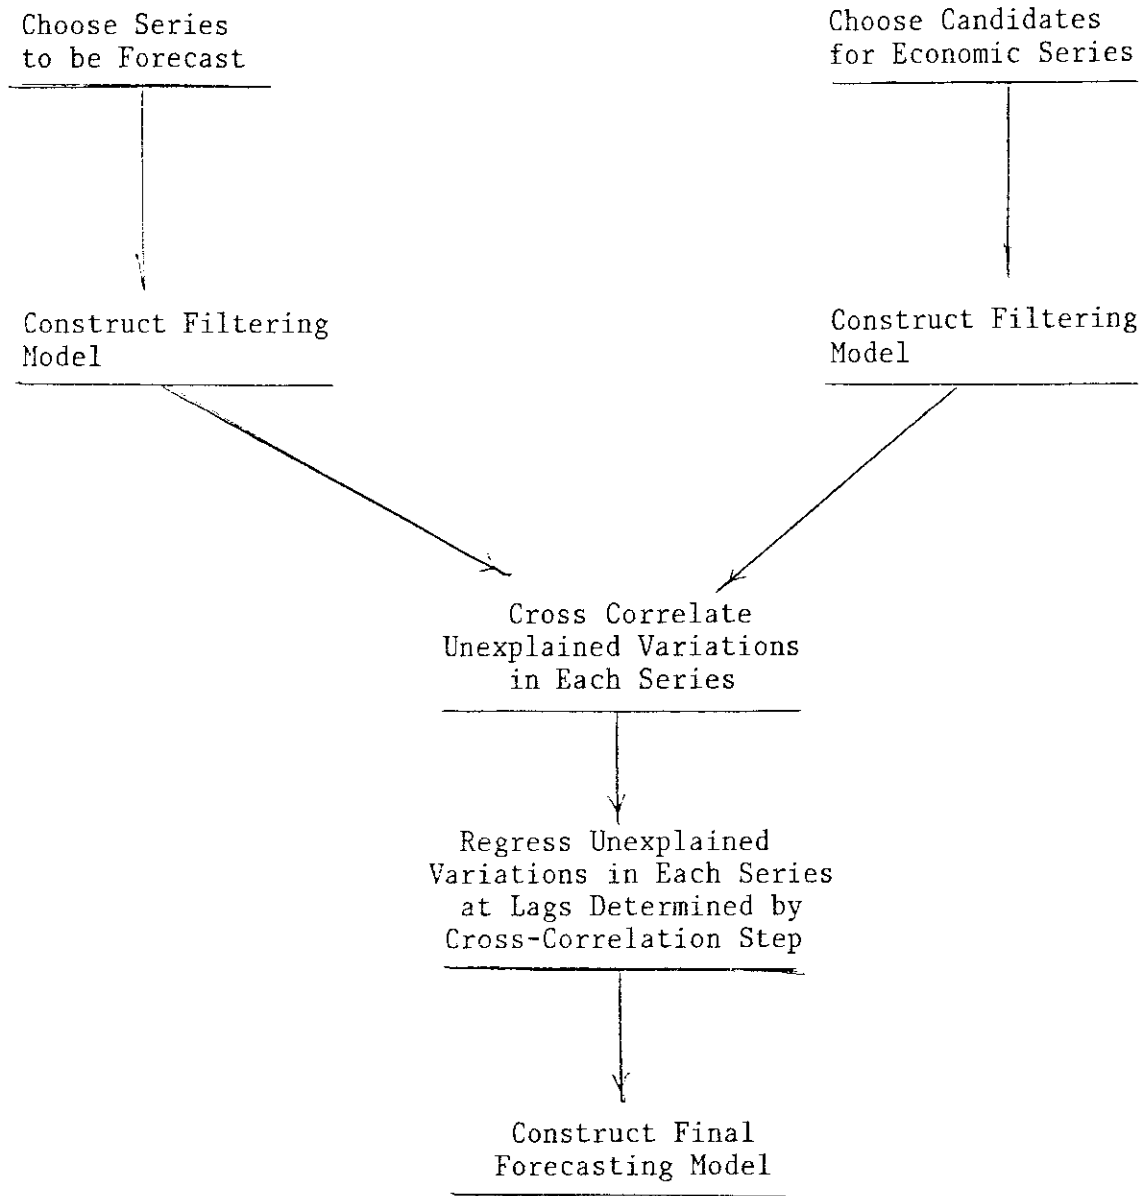 Choose Series
to be Forecast
Choose Candidates
for Economic Series
Construct Filtering
Model
Construct Filtering
Model
Cross Correlate
Unexplained Variations
in Each Series
Regress Unexplained
Variations in Each Series
at Lags Determined by
Cross-Correlation Step
Construct Final
Forecasting Model